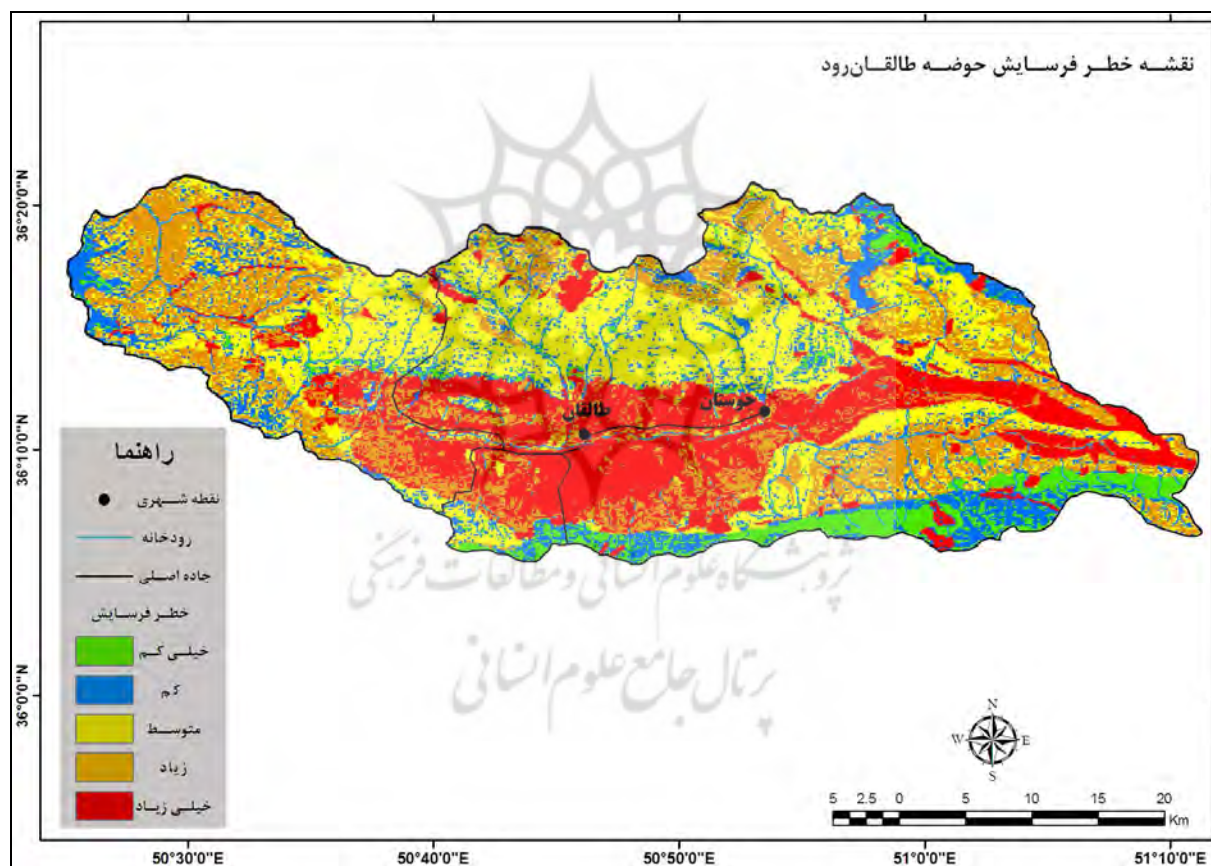 نقشه خطر فرسایش حوضه طالقان‌رود
36°20'0"N
36°10'0"N
36°0'0"N
طالقان
جوستان
راهنما
نقطه شهری
رودخانه
جاده اصلی
خطر فرسایش
خیلی کم
کم
متوسط
زیاد
خیلی زیاد
پژوهشگاه علوم انسانی و مطالعات فرهنگی
پرتال جامع علوم انسانی
N
W E
S
5 2.5 0 5 10 15 20
Km
50°30'0"E 50°40'0"E 50°50'0"E 51°0'0"E 51°10'0"E